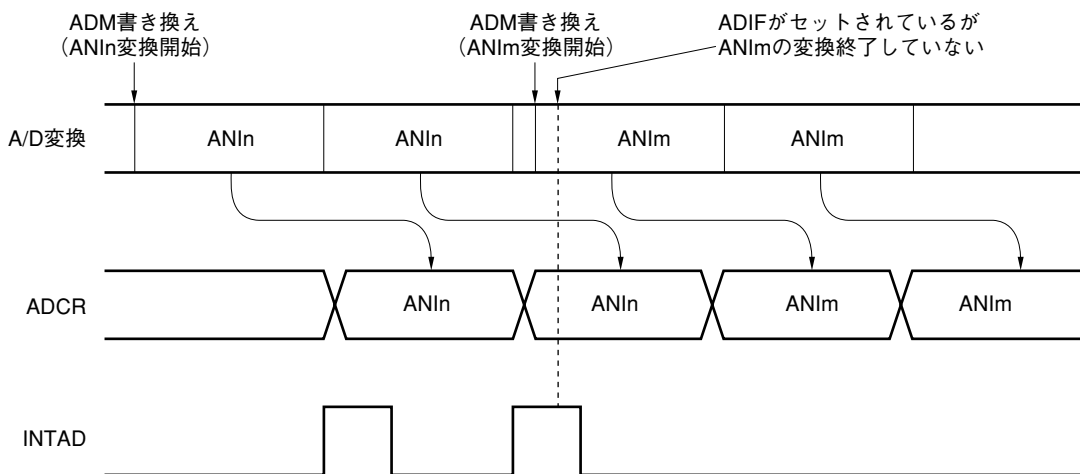 ADM書き換え
（ANIn変換開始）
ADM書き換え
（ANIm変換開始）
ADIFがセットされているが
ANImの変換終了していない
A/D変換
ANIn
ANIn
ANIm
ANIm
ADCR
ANIn
ANIn
ANIm
ANIm
INTAD